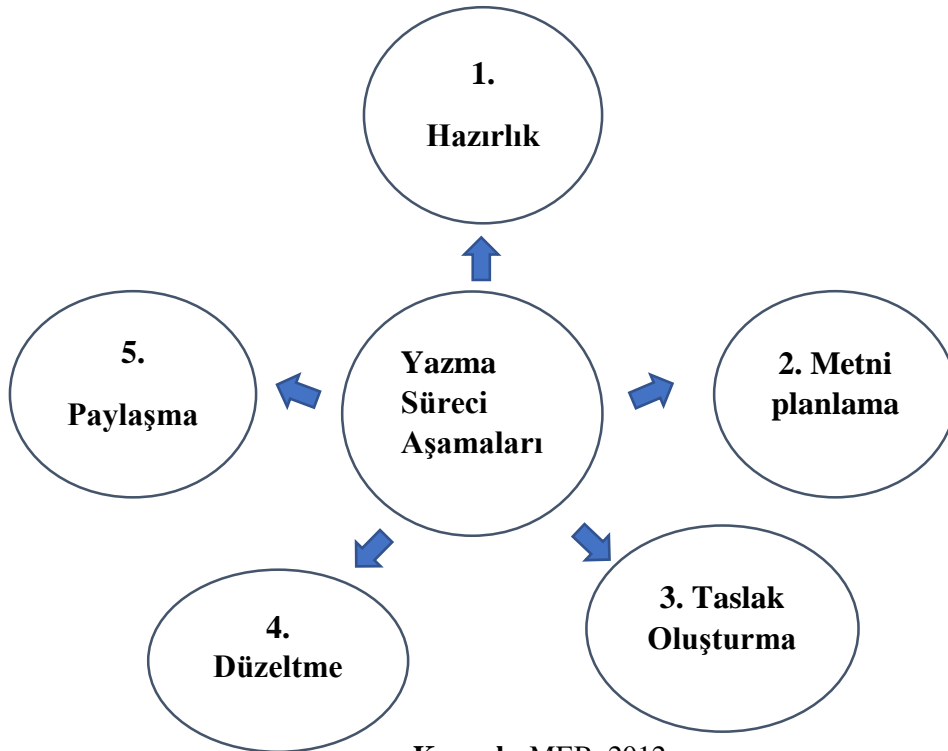 1.
Hazırlık
5.
Paylaşma
Yazma
Süreci
Aşamaları
2. Metni
planlama
3. Taslak
Oluşturma
4.
Düzeltme